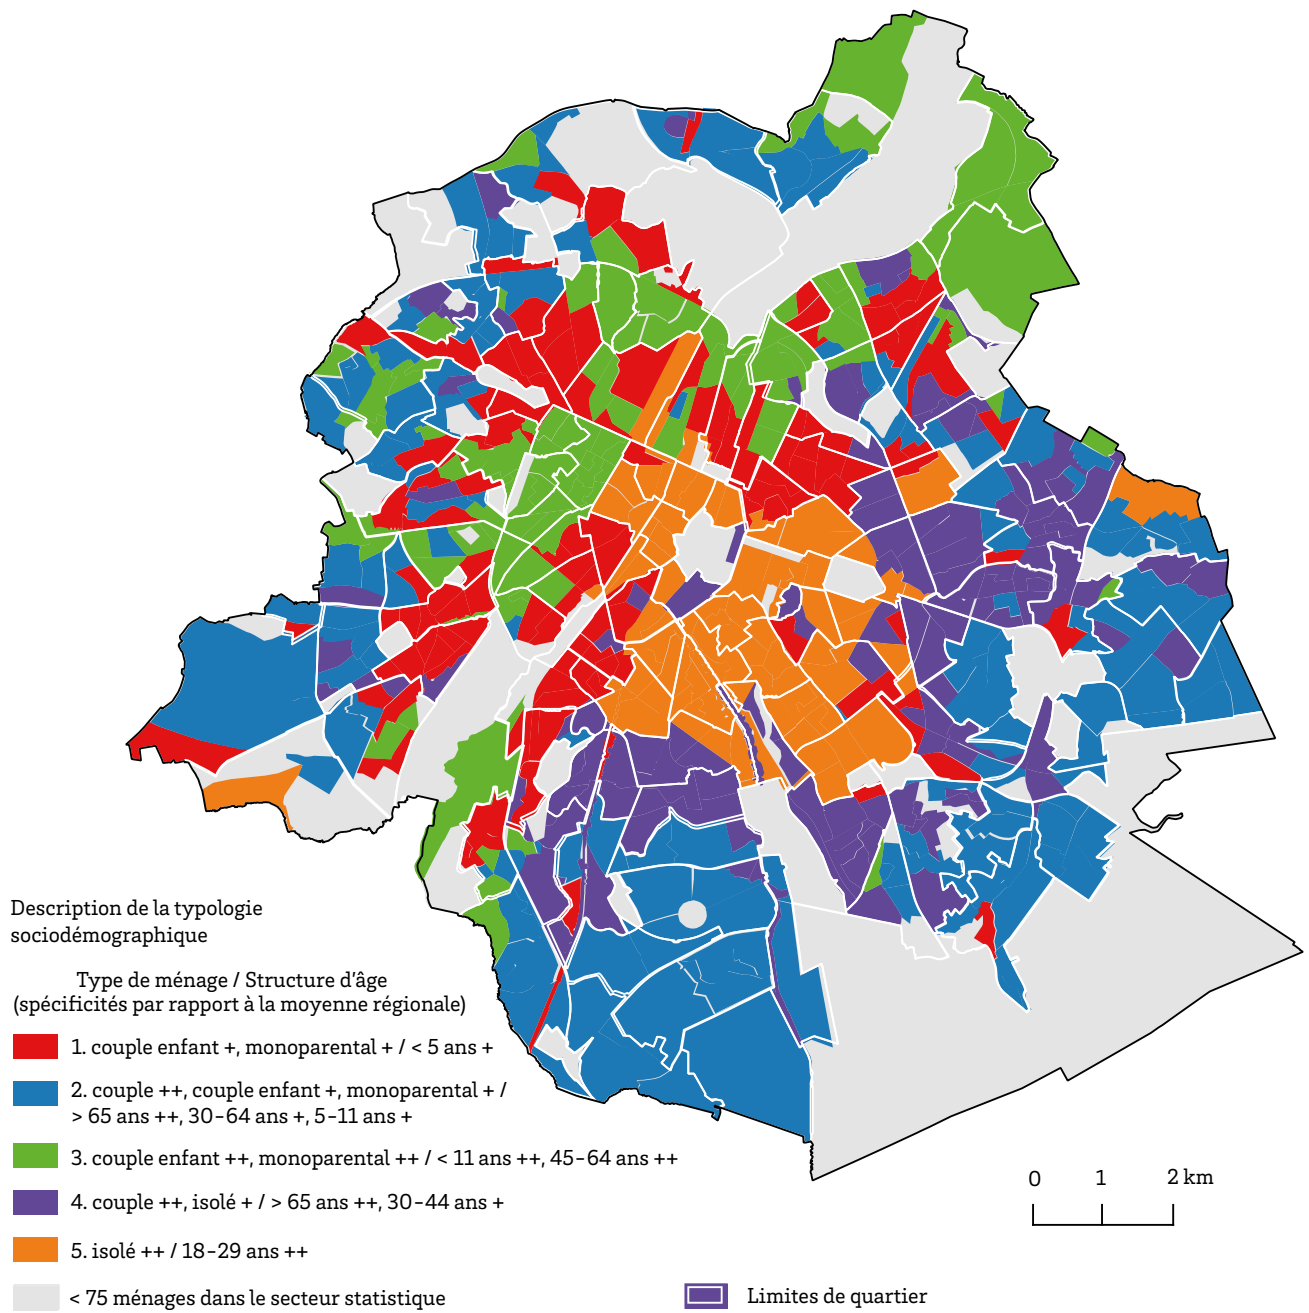 Description de la typologie
sociodémographique
Type de ménage / Structure d'âge
(spécificités par rapport à la moyenne régionale)
1. couple enfant +, monoparental + / < 5 ans +
2. couple ++, couple enfant +, monoparental + /
> 65 ans ++, 30-64 ans +, 5-11 ans +
3. couple enfant ++, monoparental ++ / < 11 ans ++, 45-64 ans ++
4. couple ++, isolé + / > 65 ans ++, 30-44 ans +
5. isolé ++ / 18-29 ans ++
< 75 ménages dans le secteur statistique
Limites de quartier
0 1 2 km